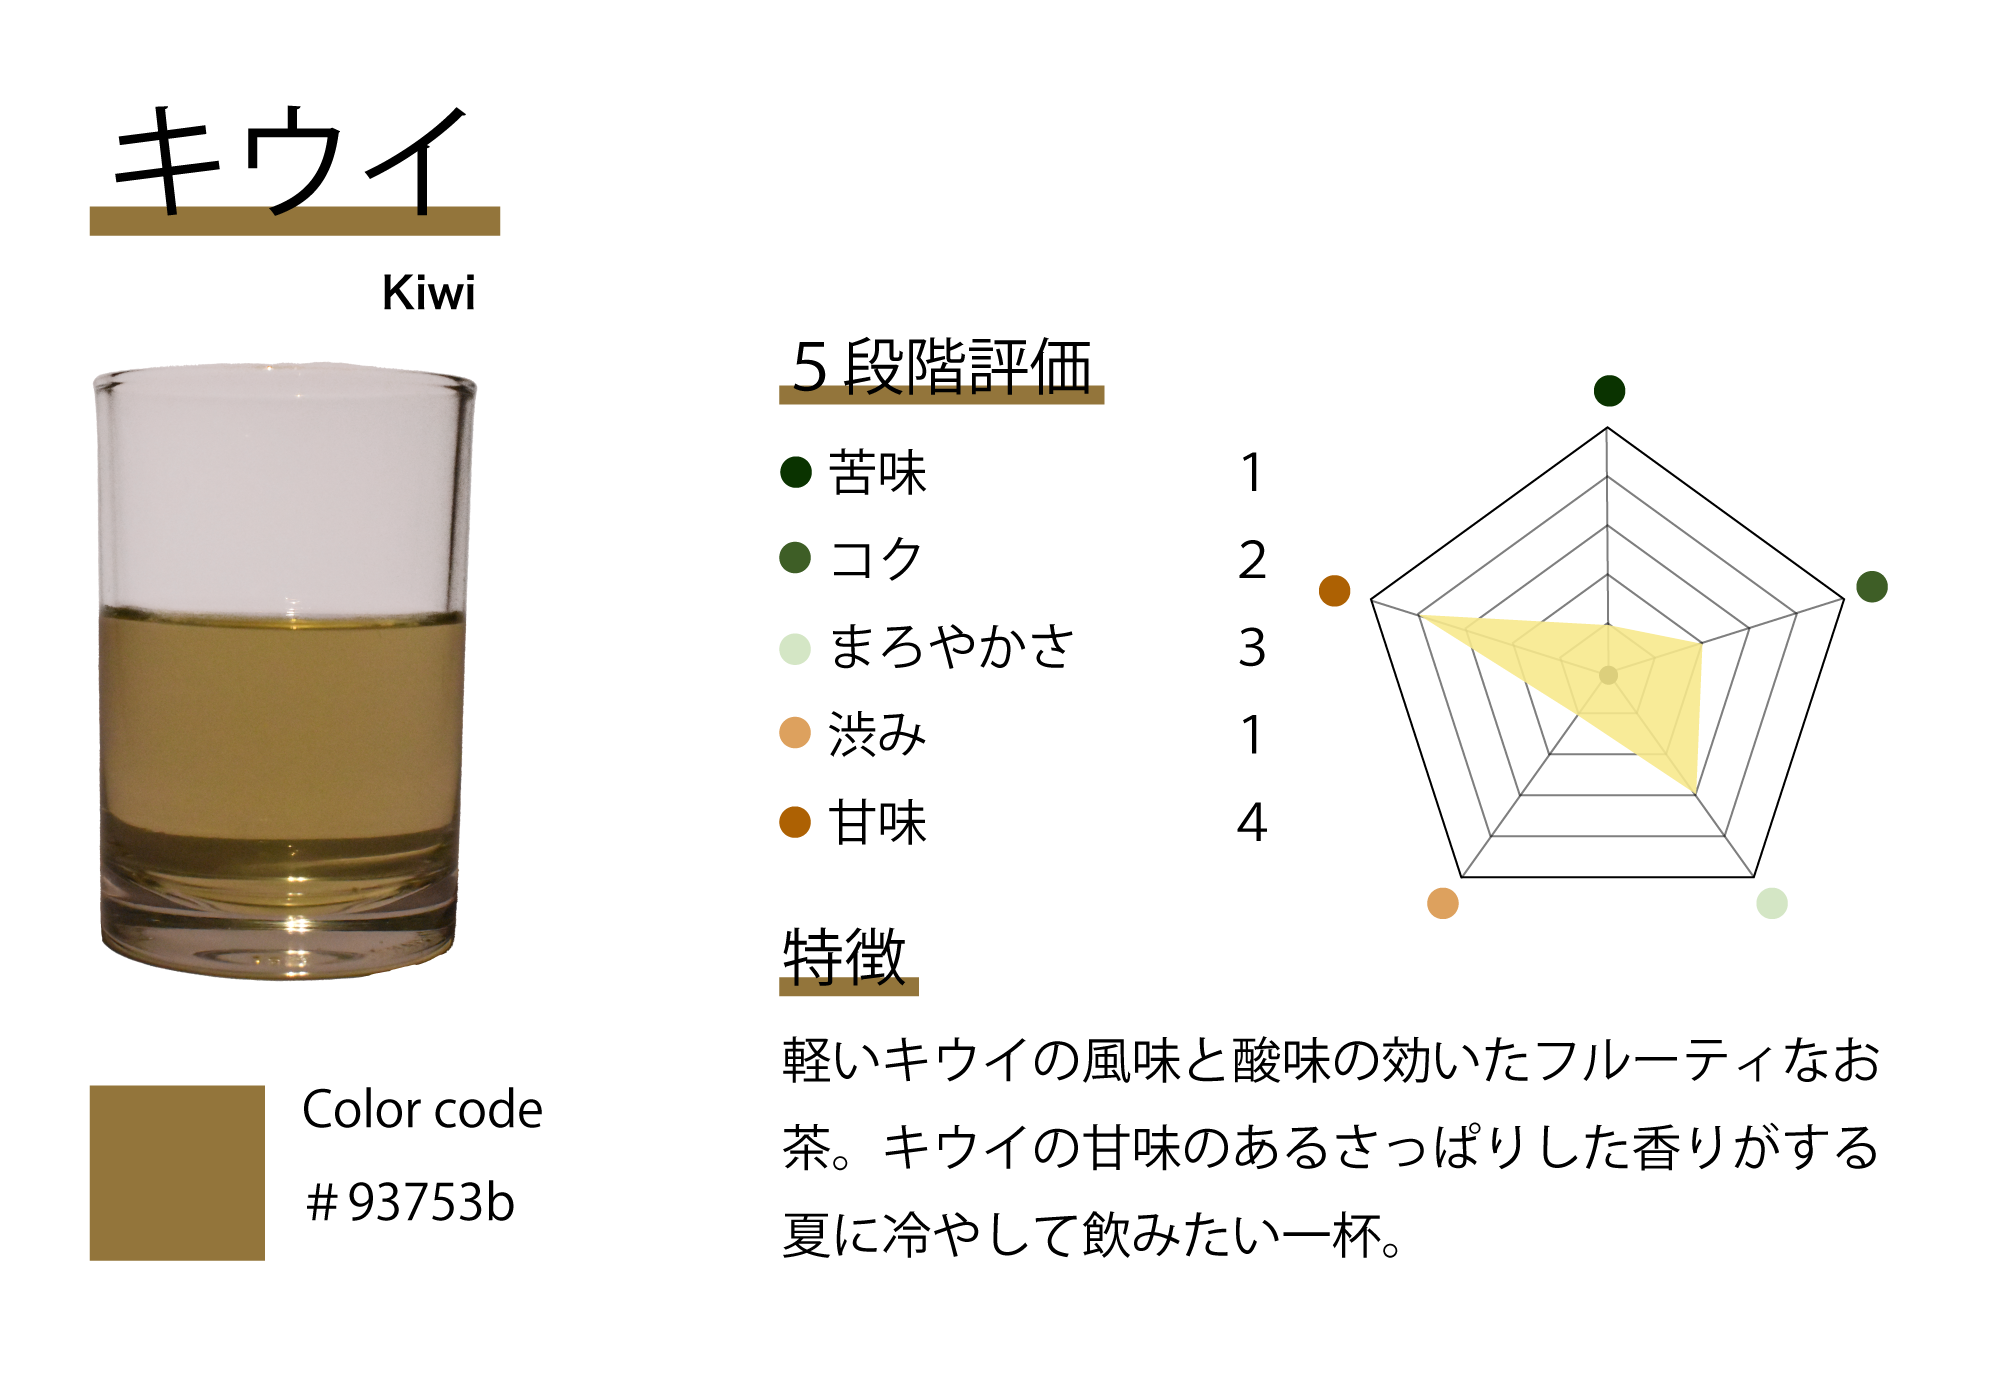 キウイ
Kiwi
５段階評価
苦味 1
コク 2
まろやかさ 3
渋み 1
甘味 4
特徴
軽いキウイの風味と酸味の効いたフルーティなお
茶。キウイの甘味のあるさっぱりした香りがする
夏に冷やして飲みたい一杯。
Color code
＃93753b